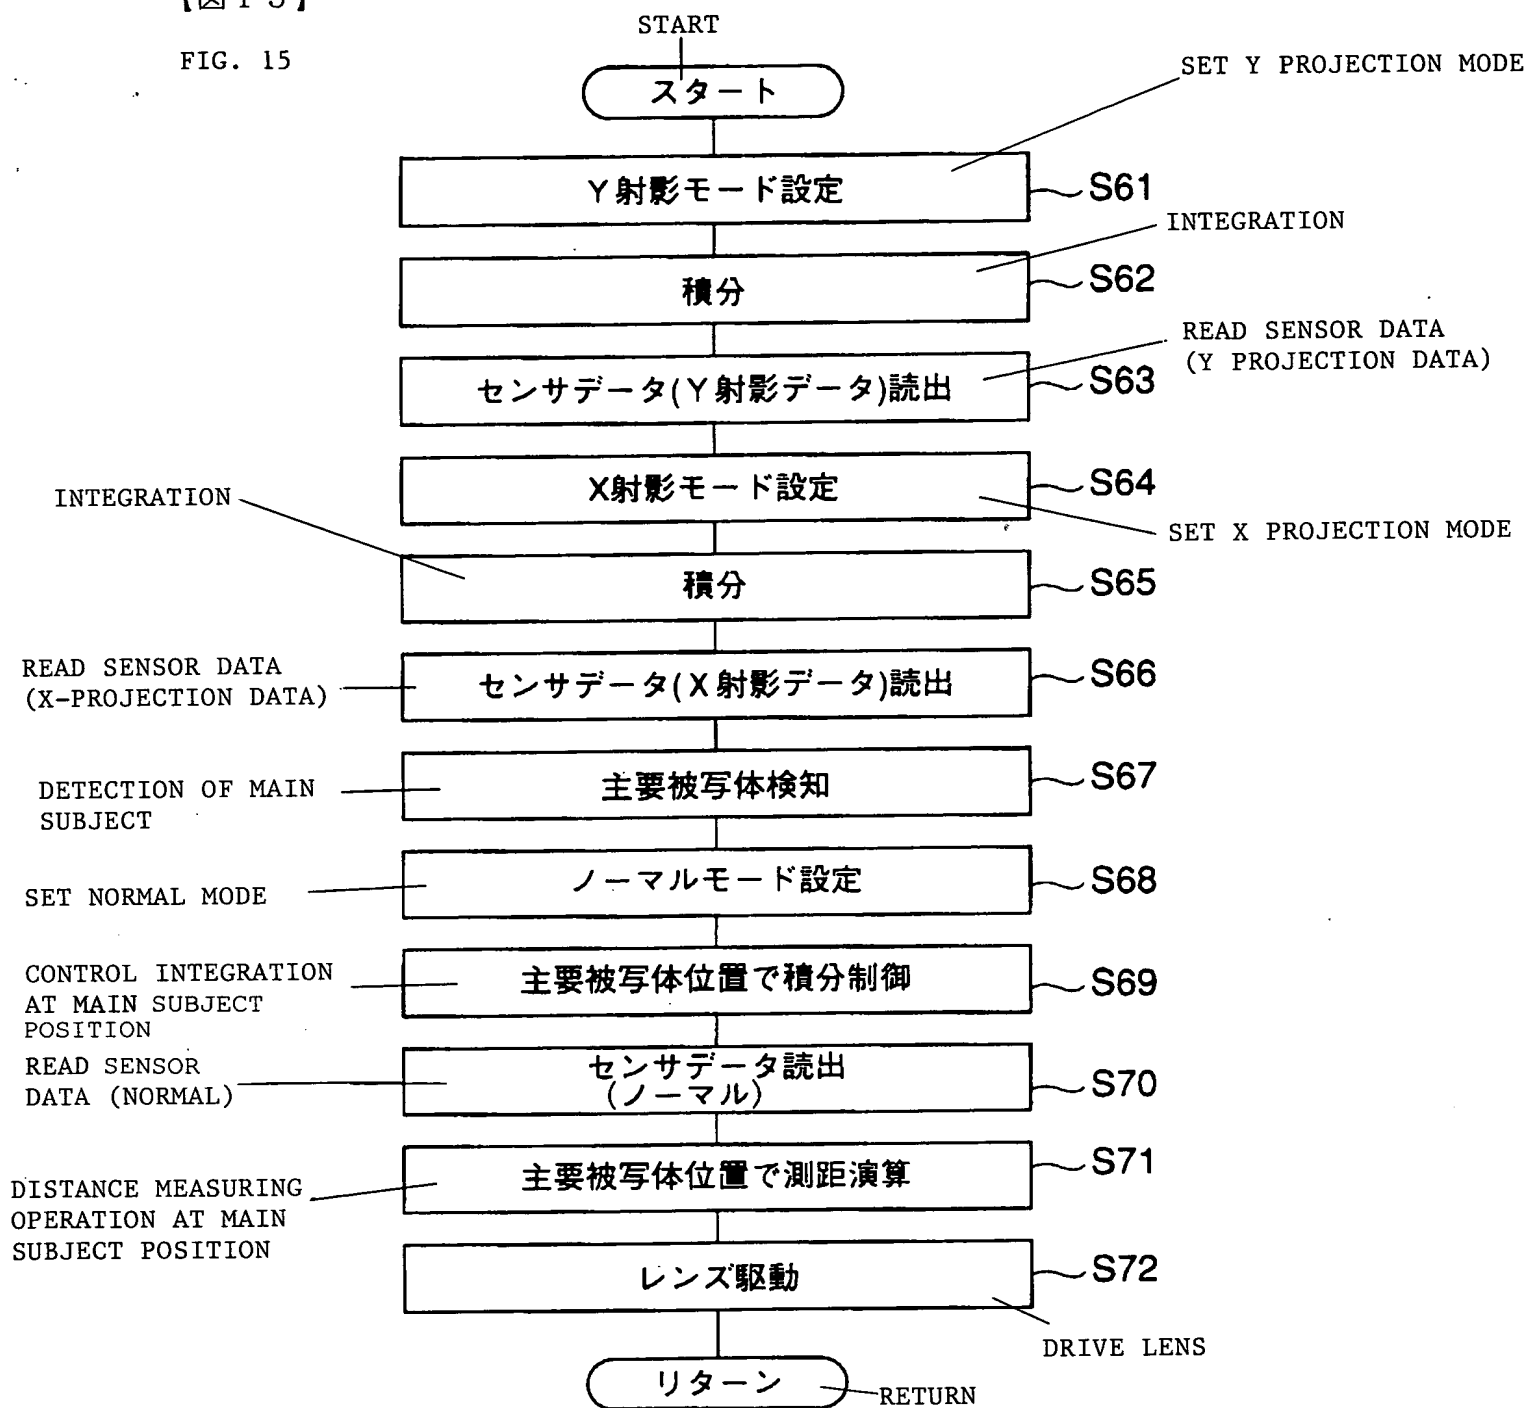 【図15】
FIG. 15
START
スタート
SET Y PROJECTION MODE
Y射影モード設定
S61
INTEGRATION
積分
S62
READ SENSOR DATA
(Y PROJECTION DATA)
センサデータ(Y射影データ)読出
S63
X射影モード設定
S64
SET X PROJECTION MODE
INTEGRATION
積分
S65
READ SENSOR DATA
(X-PROJECTION DATA)
センサデータ(X射影データ)読出
S66
DETECTION OF MAIN
SUBJECT
主要被写体検知
S67
SET NORMAL MODE
ノーマルモード設定
S68
CONTROL INTEGRATION
AT MAIN SUBJECT
POSITION
主要被写体位置で積分制御
S69
READ SENSOR
DATA (NORMAL)
センサデータ読出
(ノーマル)
S70
DISTANCE MEASURING
OPERATION AT MAIN
SUBJECT POSITION
主要被写体位置で測距演算
S71
レンズ駆動
S72
DRIVE LENS
リターン
RETURN